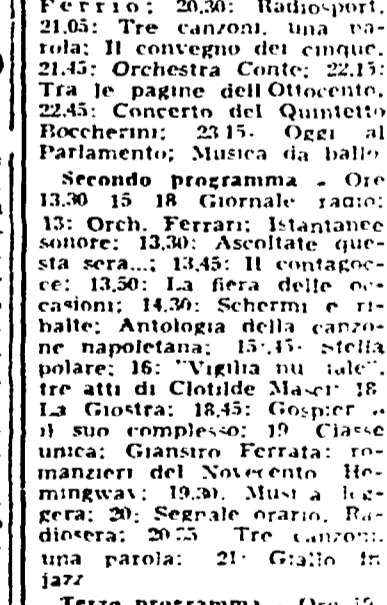 Ferrio; 20,30: Radiosport,
21.05: Tre canzoni, una pa-
rola; Il convegno dei cinque.
21.45: Orchestra Conte; 22.15:
Tra le pagine dell'Ottocento,
22.45: Concerto del Quintetto
Boccherini; 23 15. Oggi al
Parlamento; Musica da ballo
Secondo programma - Ore
13.30 15 18 Giornale radio;
13: Orch. Ferrari; Istantanee
sonore; 13,30: Ascoltate que-
sta sera...; 13,45: Il contagoc-
ce; 13,50: La fiera delle oc-
casioni; 14.30: Schermi e ri-
balte; Antologia della canzo-
ne napoletana; 15.45. Stella
polare; 16: "Vigilia
tre atti di Clotilde 18
La Giostra; 18,45:
il suo complesso; 19 Classe
unica; Giansiro Ferrata: ro-
manzieri del Novecento He-
mingway; 19.30. leg-
gera; 20: Segnale orario, Ra-
diosera; Tre canzoni,
una parola; 21. Giallo in
jazz
Terzo programma - Ore